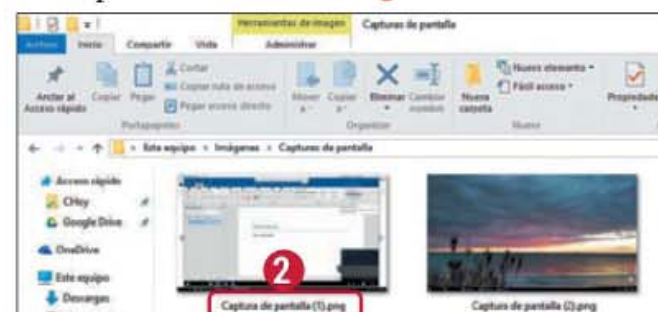 Herramientas de imagen Capturas de pantalla
Archivo Inicio Compartir Vista Administrar
Anclar al Acceso rápido
Copiar
Pegar
Cortar
Copiar ruta de acceso
Pegar acceso directo
Mover a
Copiar a
Eliminar
Cambiar nombre
Nueva carpeta
Nuevo elemento
Fácil acceso
Propiedades
Portapapeles Organizar Nuevo
Este equipo Imágenes Capturas de pantalla
Acceso rápido
CHoy
Google Drive
OneDrive
Este equipo
Descargas
2
Captura de pantalla (1).png
Captura de pantalla (2).png